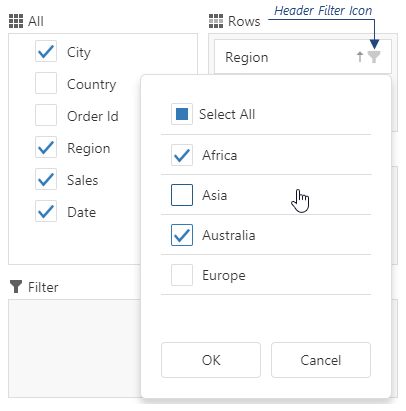 Header Filter Icon
All
Rows
City
Country
Order Id
Region
Sales
Date
Region
Select All
Africa
Asia
Australia
Europe
Filter
OK
Cancel